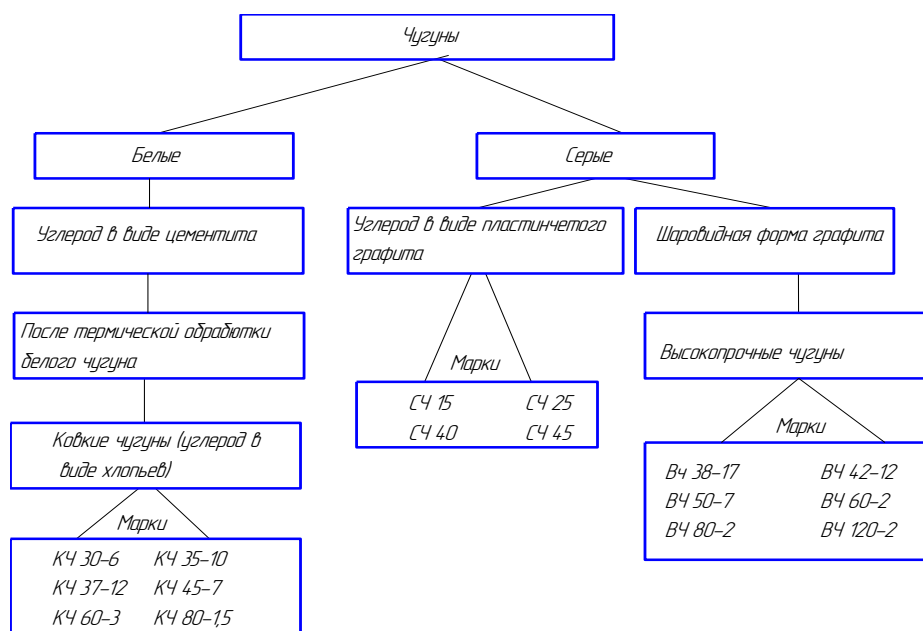 Чугуны
Белые
Серые
Углерод в виде цементита
Углерод в виде пластинчетого
графита
Шаровидная форма графита
После термической обрабютки
белого чугуна
Высокопрочные чугуны
Марки
СЧ 15 СЧ 25
СЧ 40 СЧ 45
Ковкие чугуны (углерод в
виде хлопьев)
Марки
Вч 38-17 ВЧ 42-12
ВЧ 50-7 ВЧ 60-2
ВЧ 80-2 ВЧ 120-2
Марки
КЧ 30-6 КЧ 35-10
КЧ 37-12 КЧ 45-7
КЧ 60-3 КЧ 80-1,5